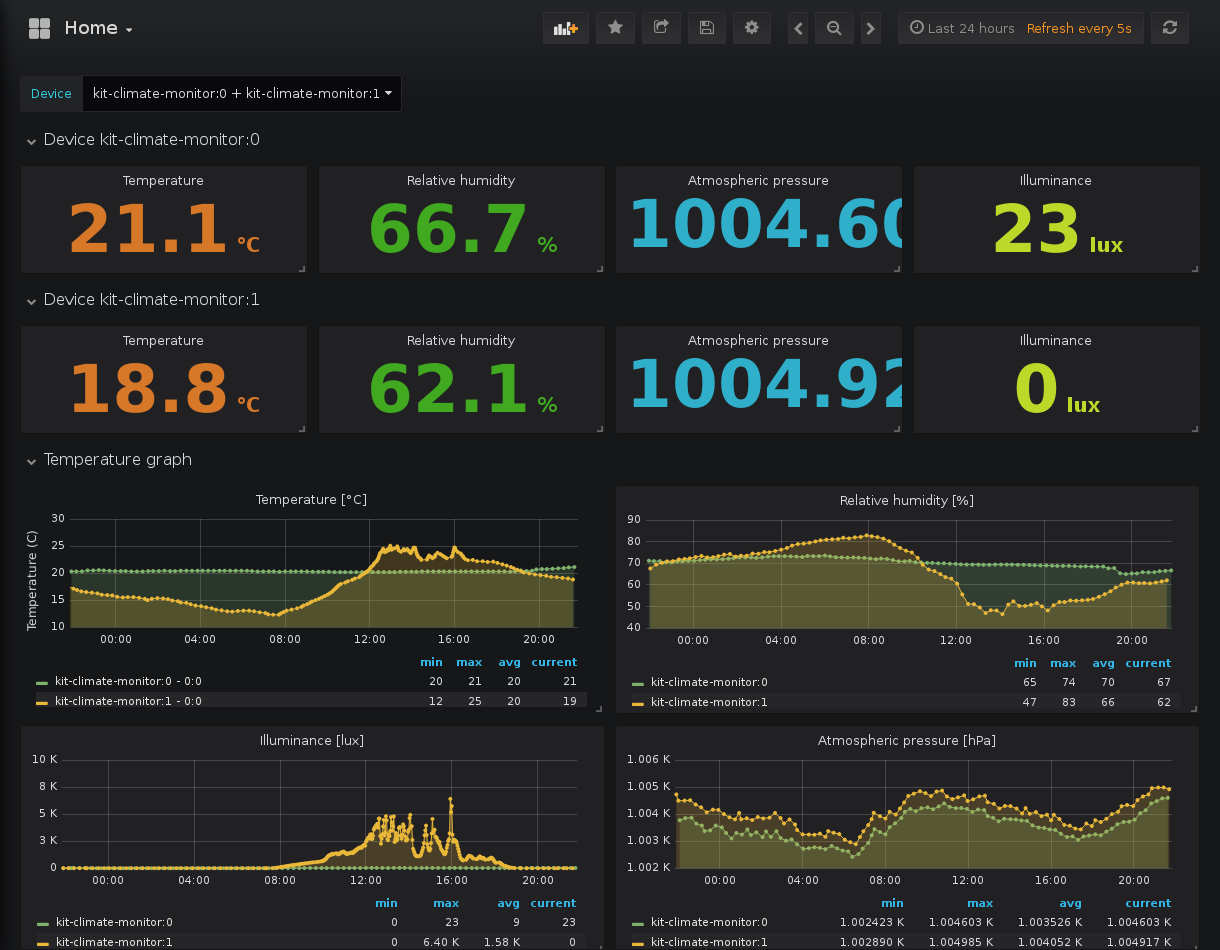 Home
Last 24 hours Refresh every 5s
Device kit-climate-monitor:0 + kit-climate-monitor:1
Device kit-climate-monitor:0
Temperature Relative humidity Atmospheric pressure Illuminance
21.1 °C 66.7 % 1004.60 23 lux
Device kit-climate-monitor:1
Temperature Relative humidity Atmospheric pressure Illuminance
18.8 °C 62.1 % 1004.92 0 lux
Temperature graph
Temperature [°C]
Temperature (C)
30
25
20
15
10
00:00 04:00 08:00 12:00 16:00 20:00
min max avg current
kit-climate-monitor:0 - 0:0 20 21 20 21
kit-climate-monitor:1 - 0:0 12 25 20 19
Relative humidity [%]
90
80
70
60
50
40
00:00 04:00 08:00 12:00 16:00 20:00
min max avg current
kit-climate-monitor:0 65 74 70 67
kit-climate-monitor:1 47 83 66 62
Illuminance [lux]
10 K
8 K
5 K
3 K
0
00:00 04:00 08:00 12:00 16:00 20:00
min max avg current
kit-climate-monitor:0 0 23 9 23
kit-climate-monitor:1 0 6.40 K 1.58 K 0
Atmospheric pressure [hPa]
1.006 K
1.005 K
1.004 K
1.003 K
1.002 K
00:00 04:00 08:00 12:00 16:00 20:00
min max avg current
kit-climate-monitor:0 1.002423 K 1.004603 K 1.003526 K 1.004603 K
kit-climate-monitor:1 1.002890 K 1.004985 K 1.004052 K 1.004917 K